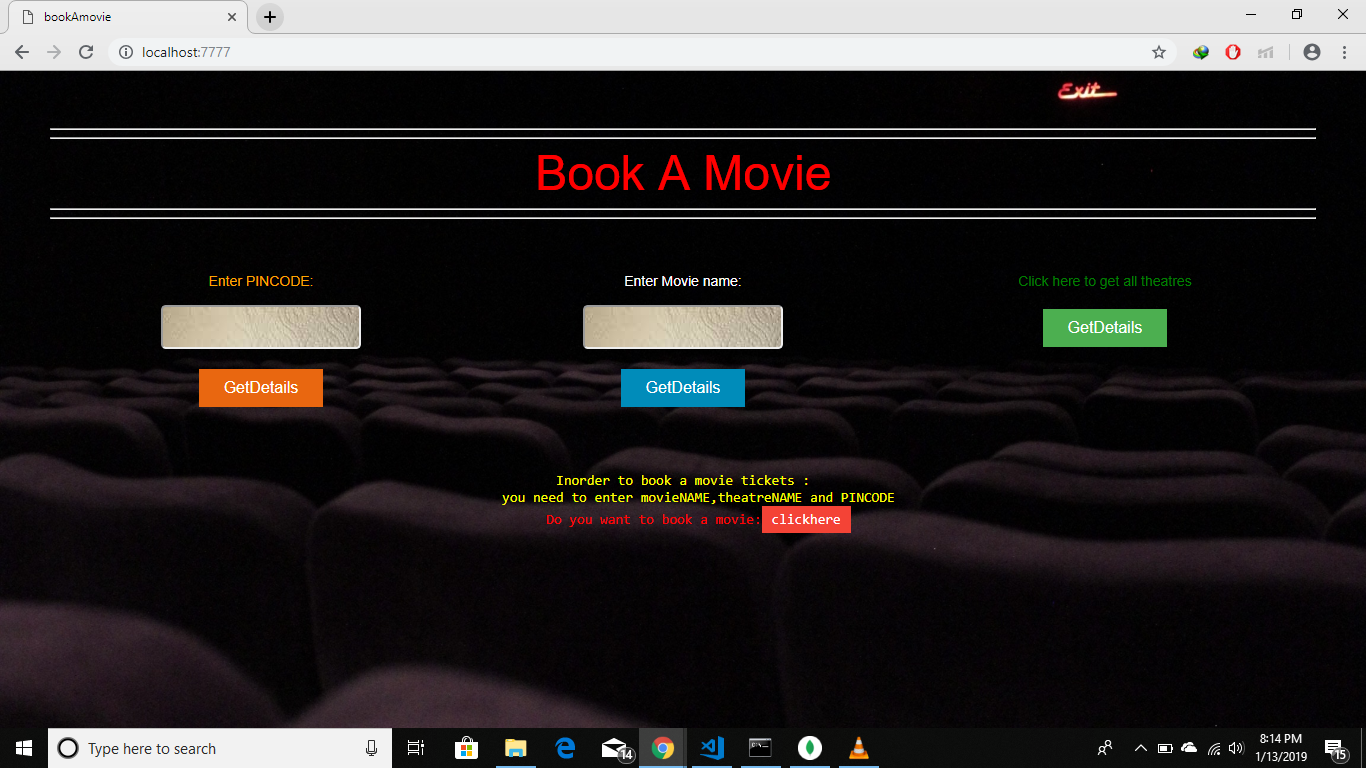 bookAmovie
localhost:7777
Exit
Book A Movie
Enter PINCODE:
GetDetails
Enter Movie name:
GetDetails
Click here to get all theatres
GetDetails
Inorder to book a movie tickets :
you need to enter movieNAME,theatreNAME and PINCODE
Do you want to book a movie: clickhere
Type here to search
14
8:14 PM
1/13/2019
15